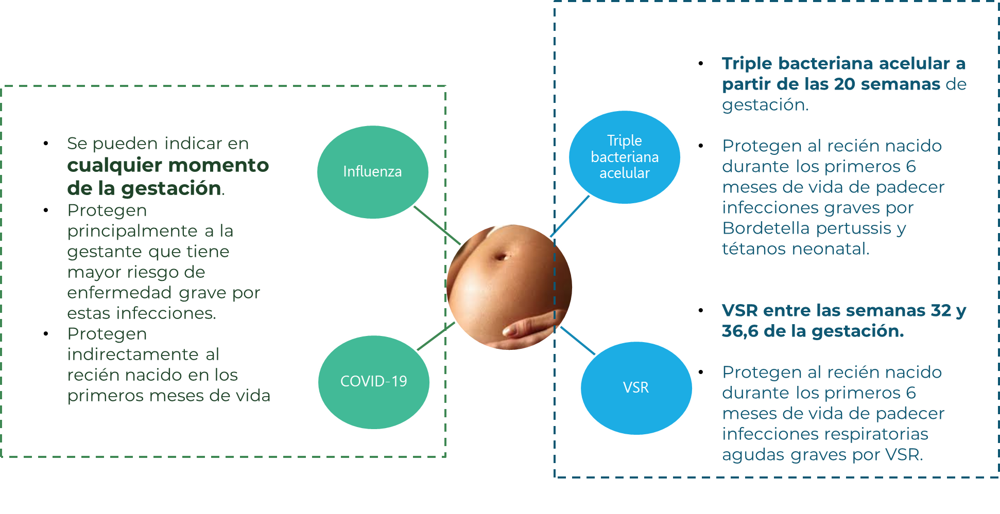 Se pueden indicar en
cualquier momento
de la gestación.
Protegen
principalmente a la
gestante que tiene
mayor riesgo de
enfermedad grave por
estas infecciones.
Protegen
indirectamente al
recién nacido en los
primeros meses de vida
Influenza
COVID-19
Triple
bacteriana
acelular
VSR
Triple bacteriana acelular a
partir de las 20 semanas de
gestación.
Protegen al recién nacido
durante los primeros 6
meses de vida de padecer
infecciones graves por
Bordetella pertussis y
tétanos neonatal.
VSR entre las semanas 32 y
36,6 de la gestación.
Protegen al recién nacido
durante los primeros 6
meses de vida de padecer
infecciones respiratorias
agudas graves por VSR.